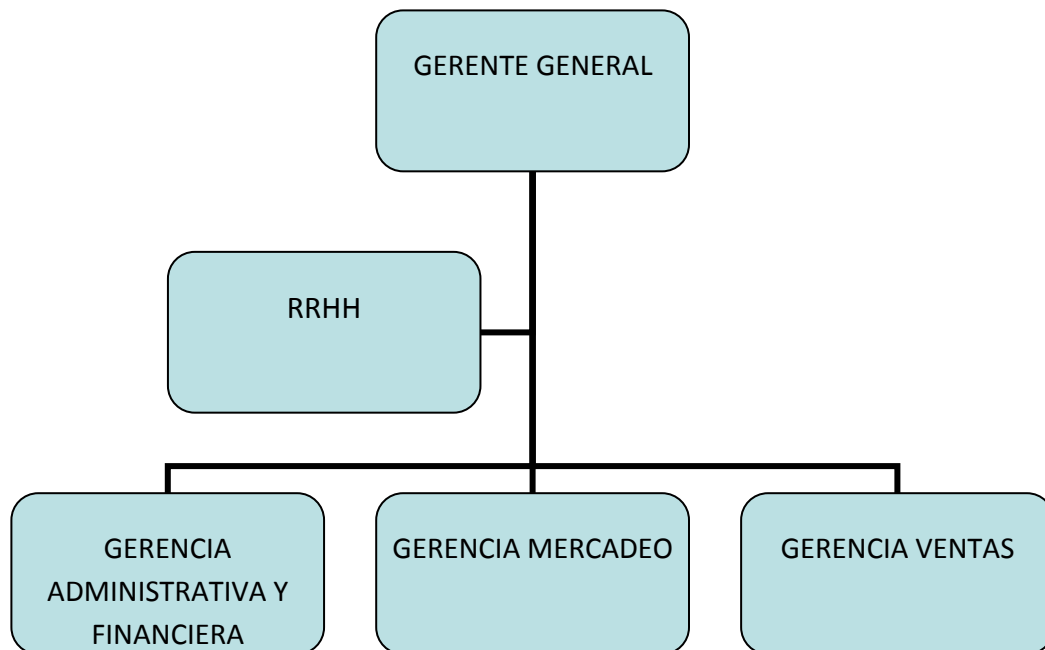 GERENTE GENERAL
RRHH
GERENCIA
ADMINISTRATIVA Y
FINANCIERA
GERENCIA MERCADEO
GERENCIA VENTAS